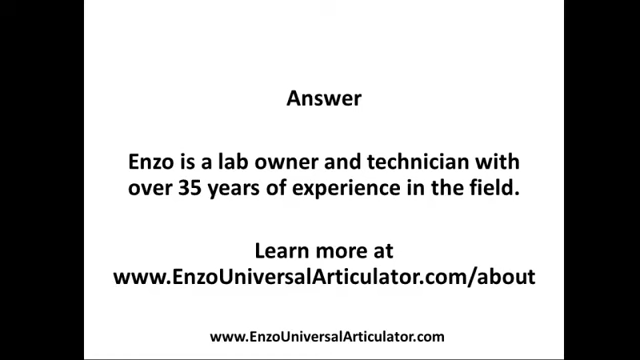 Answer
Enzo is a lab owner and technician with
over 35 years of experience in the field.
Learn more at
www.EnzoUniversalArticulator.com/about
www.EnzoUniversalArticulator.com